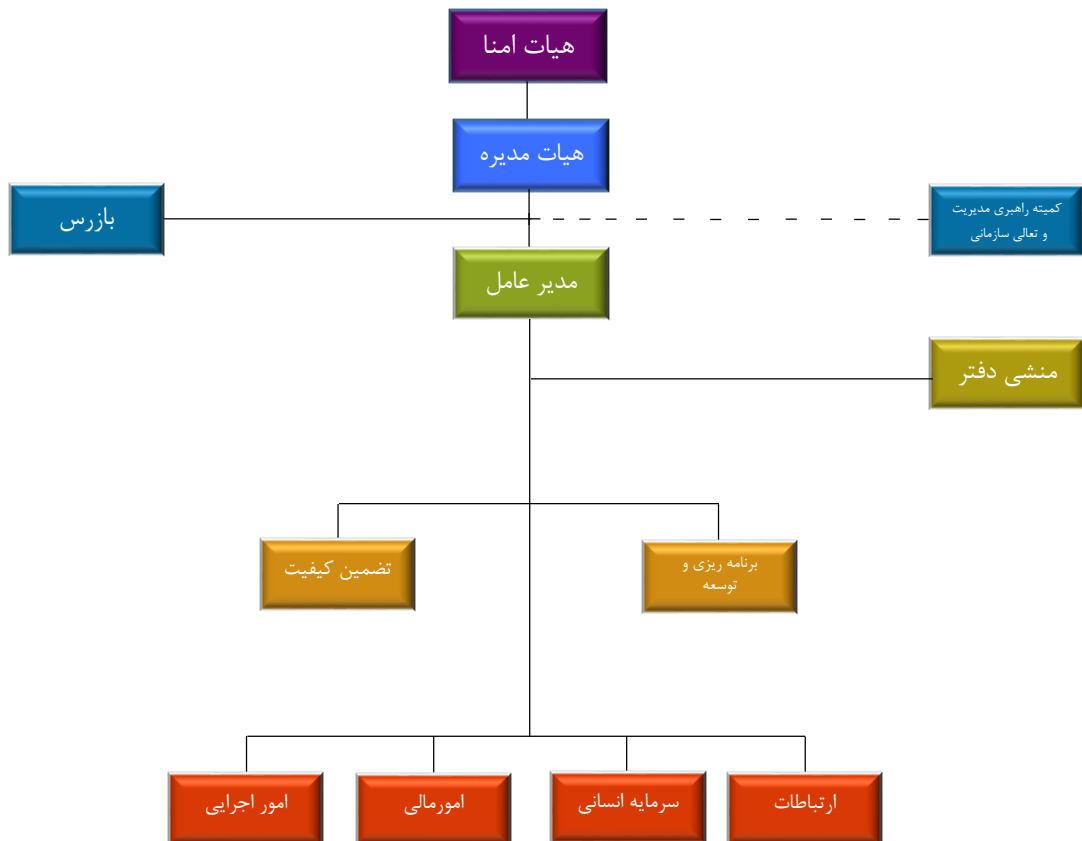 هیات امنا
هیات مدیره
کمیته راهبری مدیریت
و تعالی سازمانی
بازرس
مدیر عامل
منشی دفتر
برنامه ریزی و
توسعه
تضمین کیفیت
ارتباطات
سرمایه انسانی
امورمالی
امور اجرایی